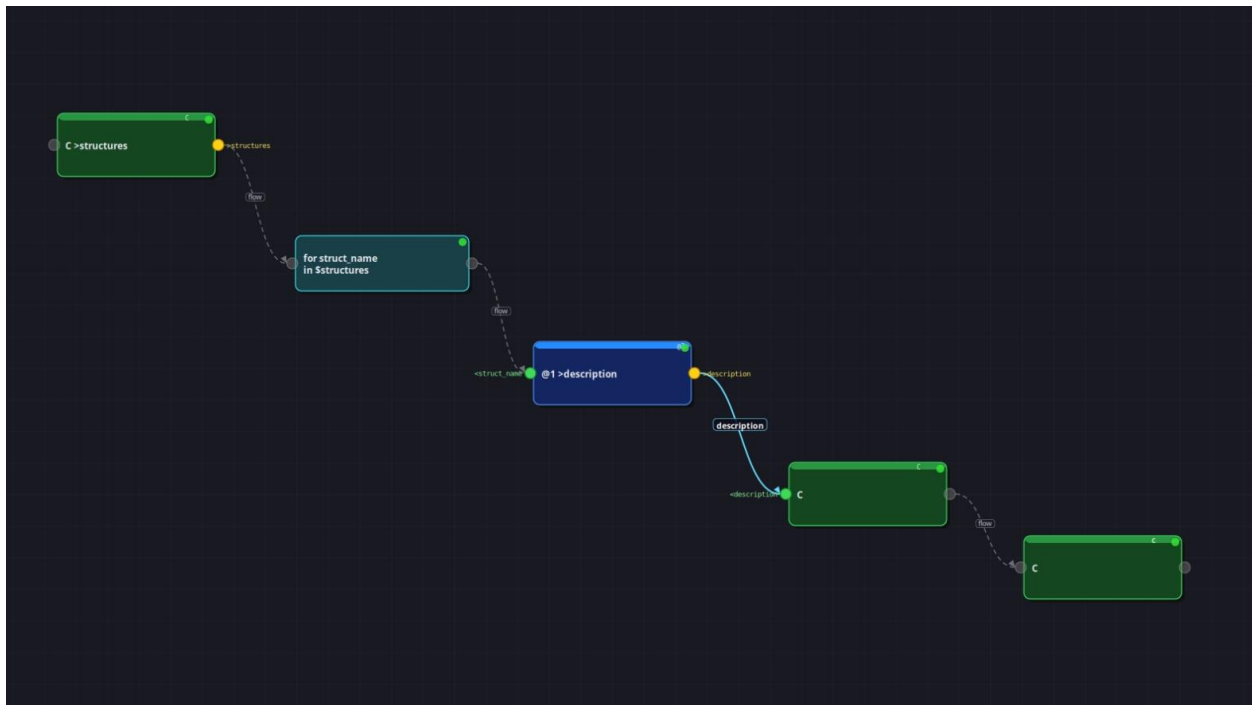 C
C >structures
>structures
flow
for struct_name
in $structures
flow
<struct_name
@1 >description
>description
description
C
<description
C
flow
C
C